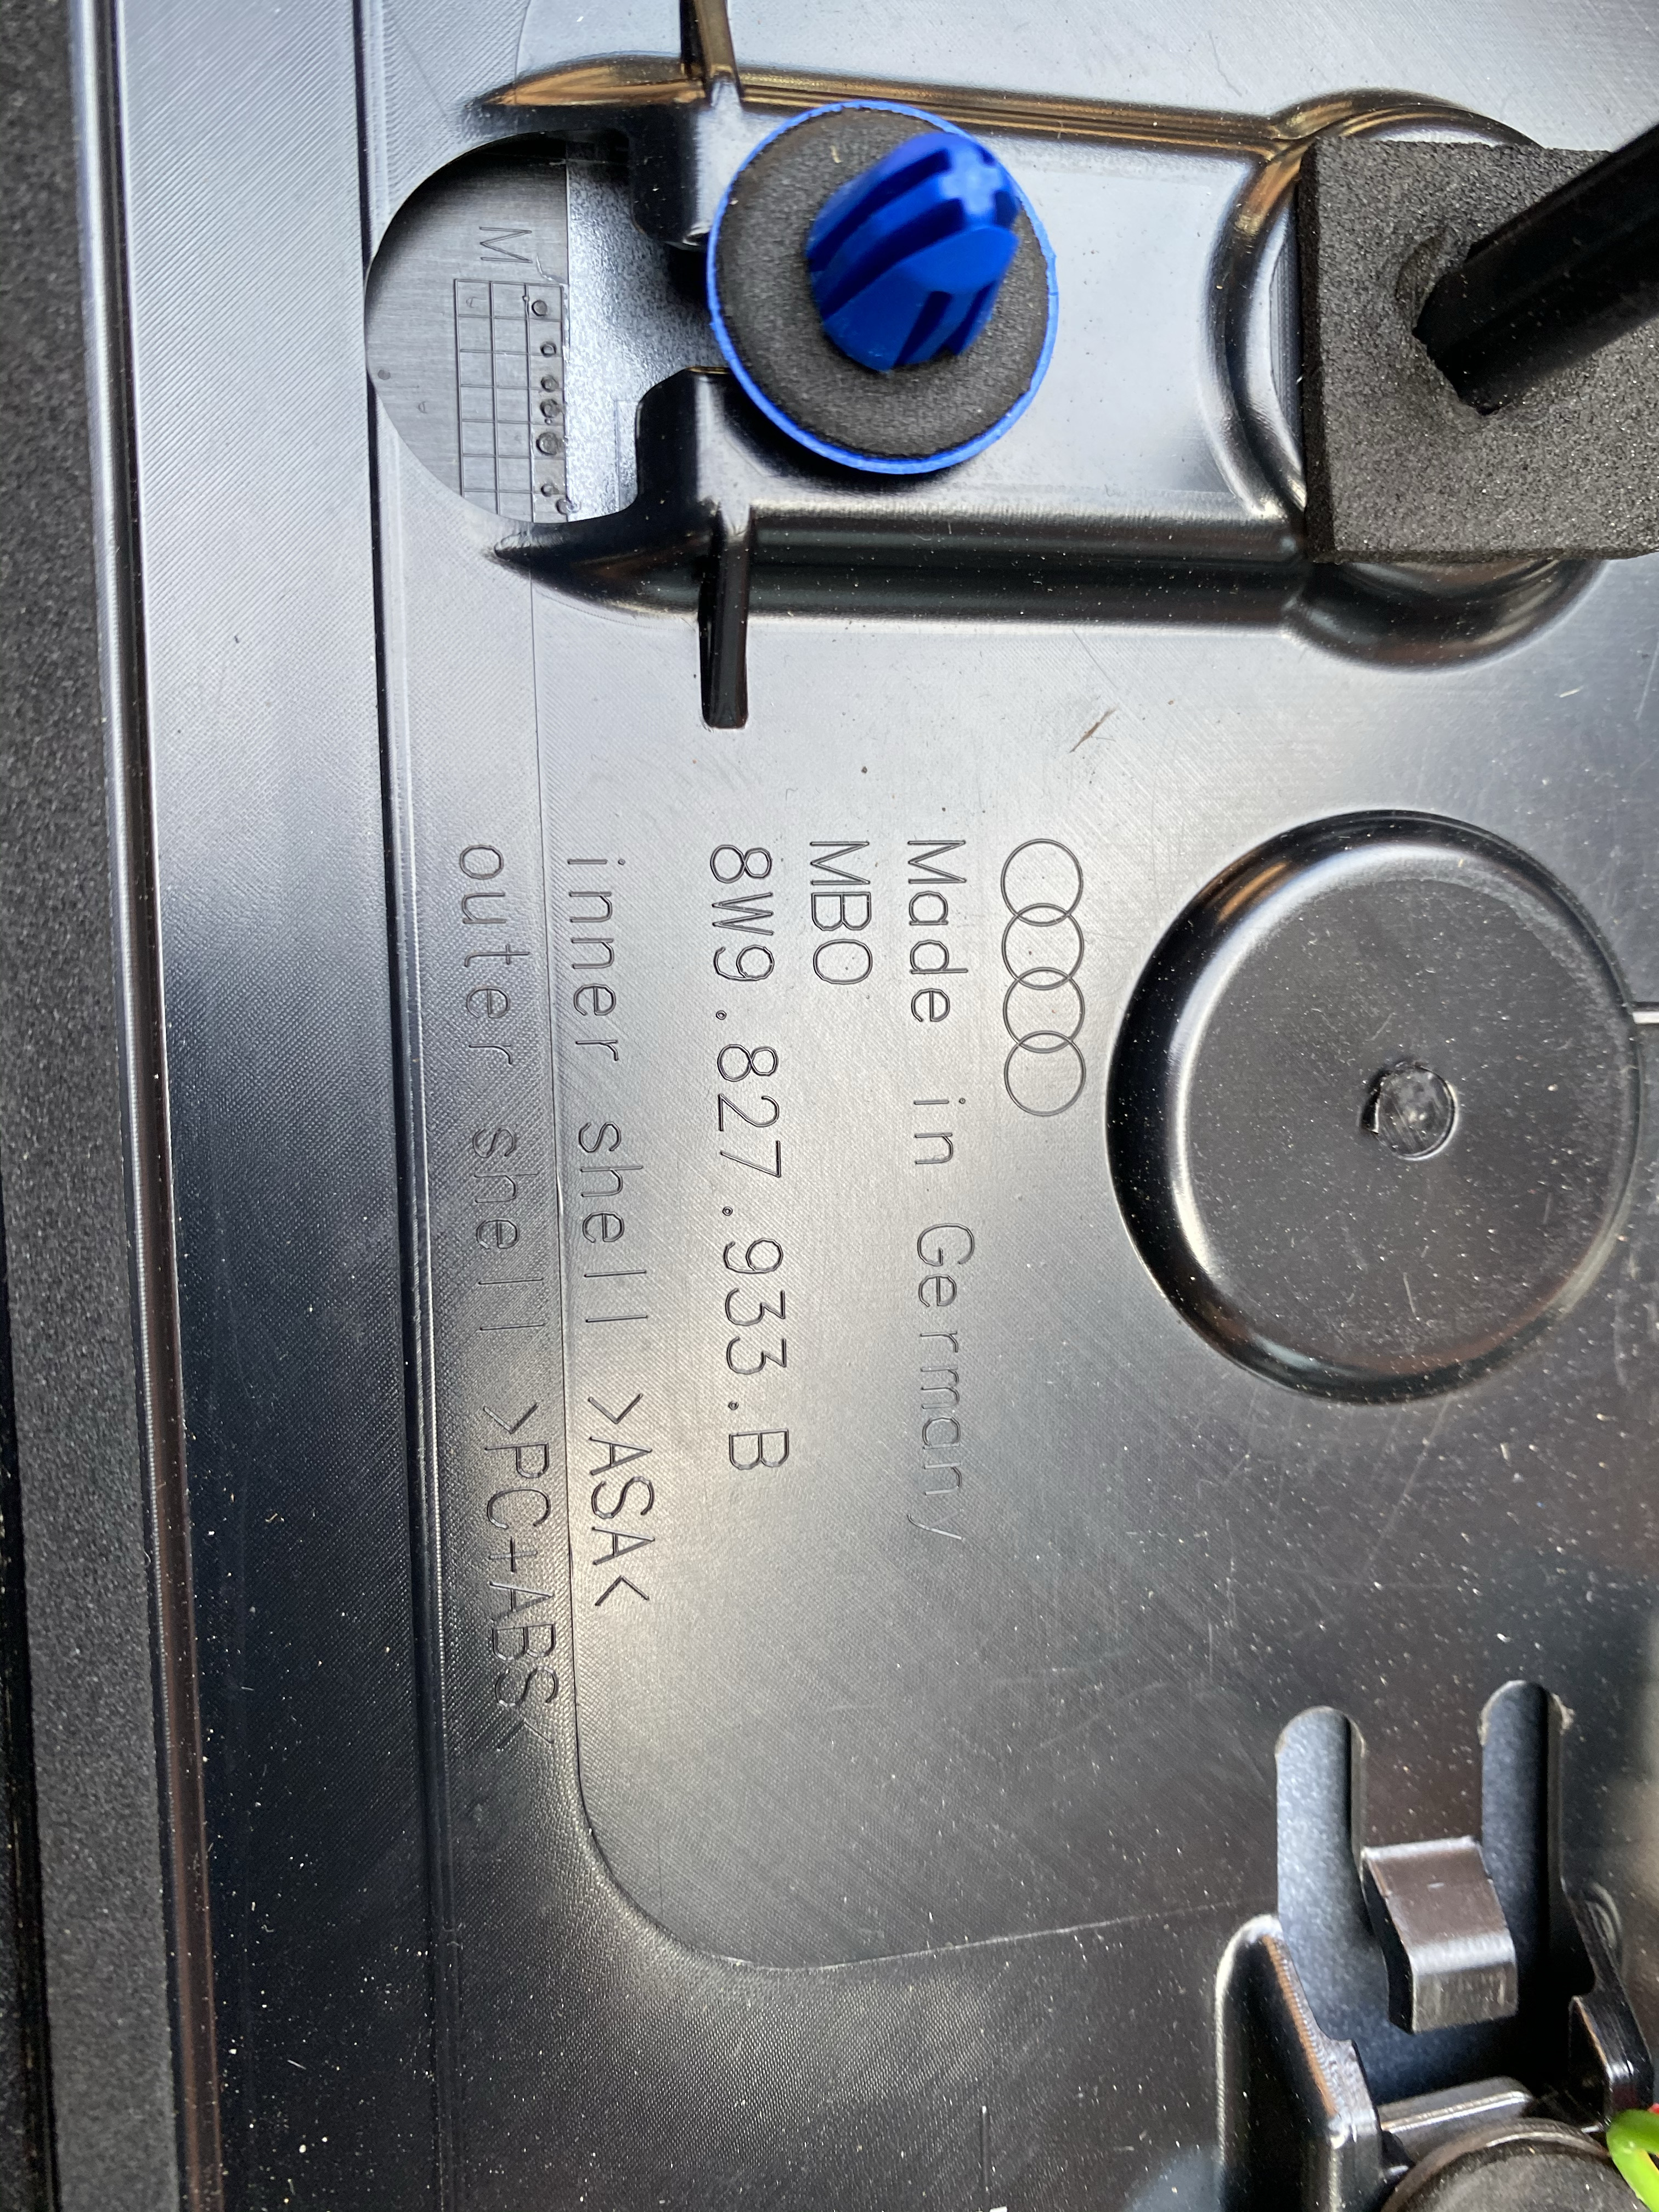 Made in Germany
MBO
8W9.827.933.B
inner shell >ASA<
outer shell >PC+ABS<
M